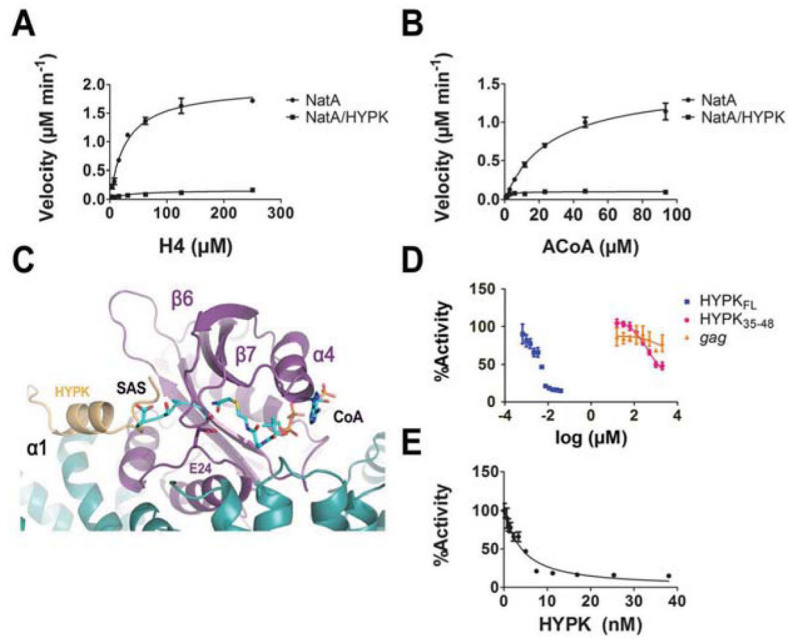 A
Velocity (µM min⁻¹)
2.0
1.5
1.0
0.5
0.0
0
100
200
300
H4 (µM)
NatA
NatA/HYPK
B
Velocity (µM min⁻¹)
1.5
1.0
0.5
0.0
0
20
40
60
80
100
ACoA (µM)
NatA
NatA/HYPK
C
β6
β7
α4
HYPK
SAS
CoA
α1
E24
D
%Activity
150
100
50
0
-4
-2
0
2
4
log (µM)
HYPK_FL
HYPK_35-48
gag
E
%Activity
150
100
50
0
0
10
20
30
40
HYPK (nM)